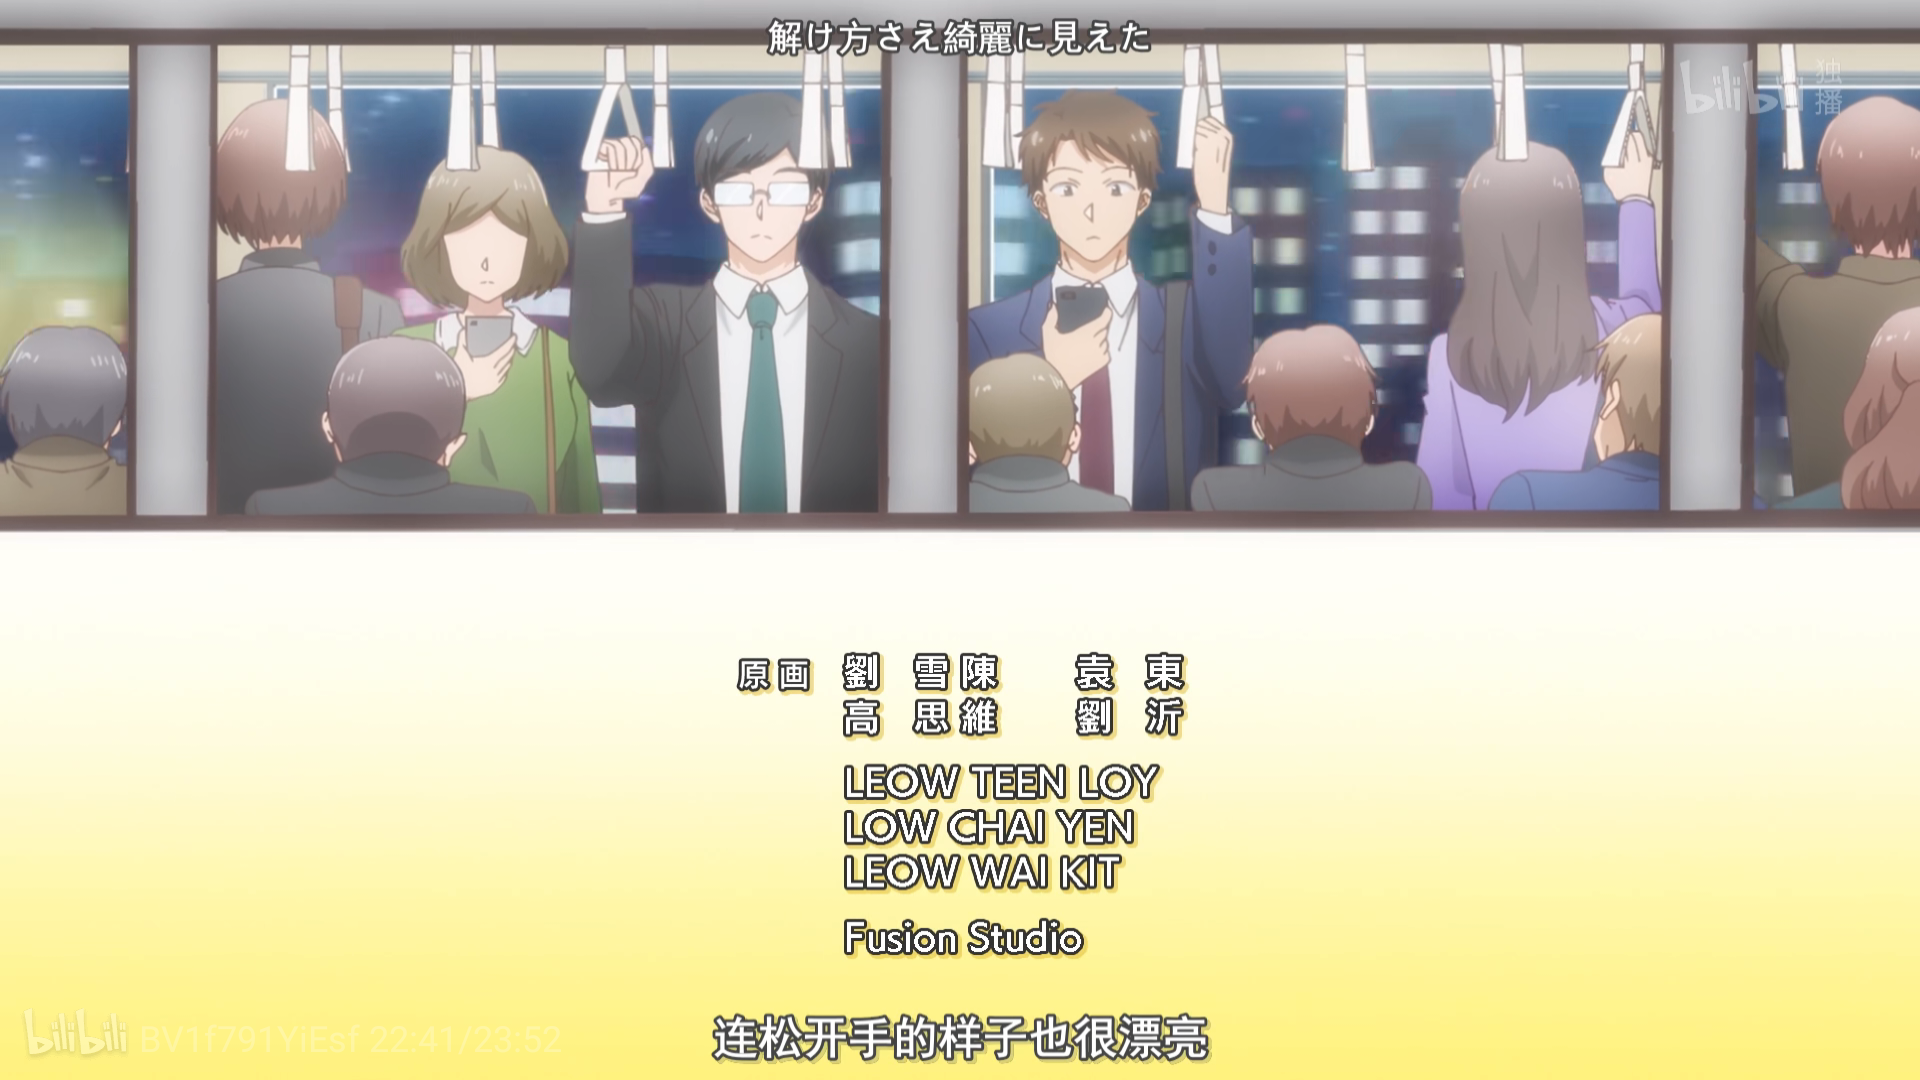 解け方さえ綺麗に見えた
bilibili 独播
原画 劉 雪陳 袁 東
高 思維 劉 沂
LEOW TEEN LOY
LOW CHAI YEN
LEOW WAI KIT
Fusion Studio
连松开手的样子也很漂亮
bilibili BV1f791YiEsf 22:41/23:52